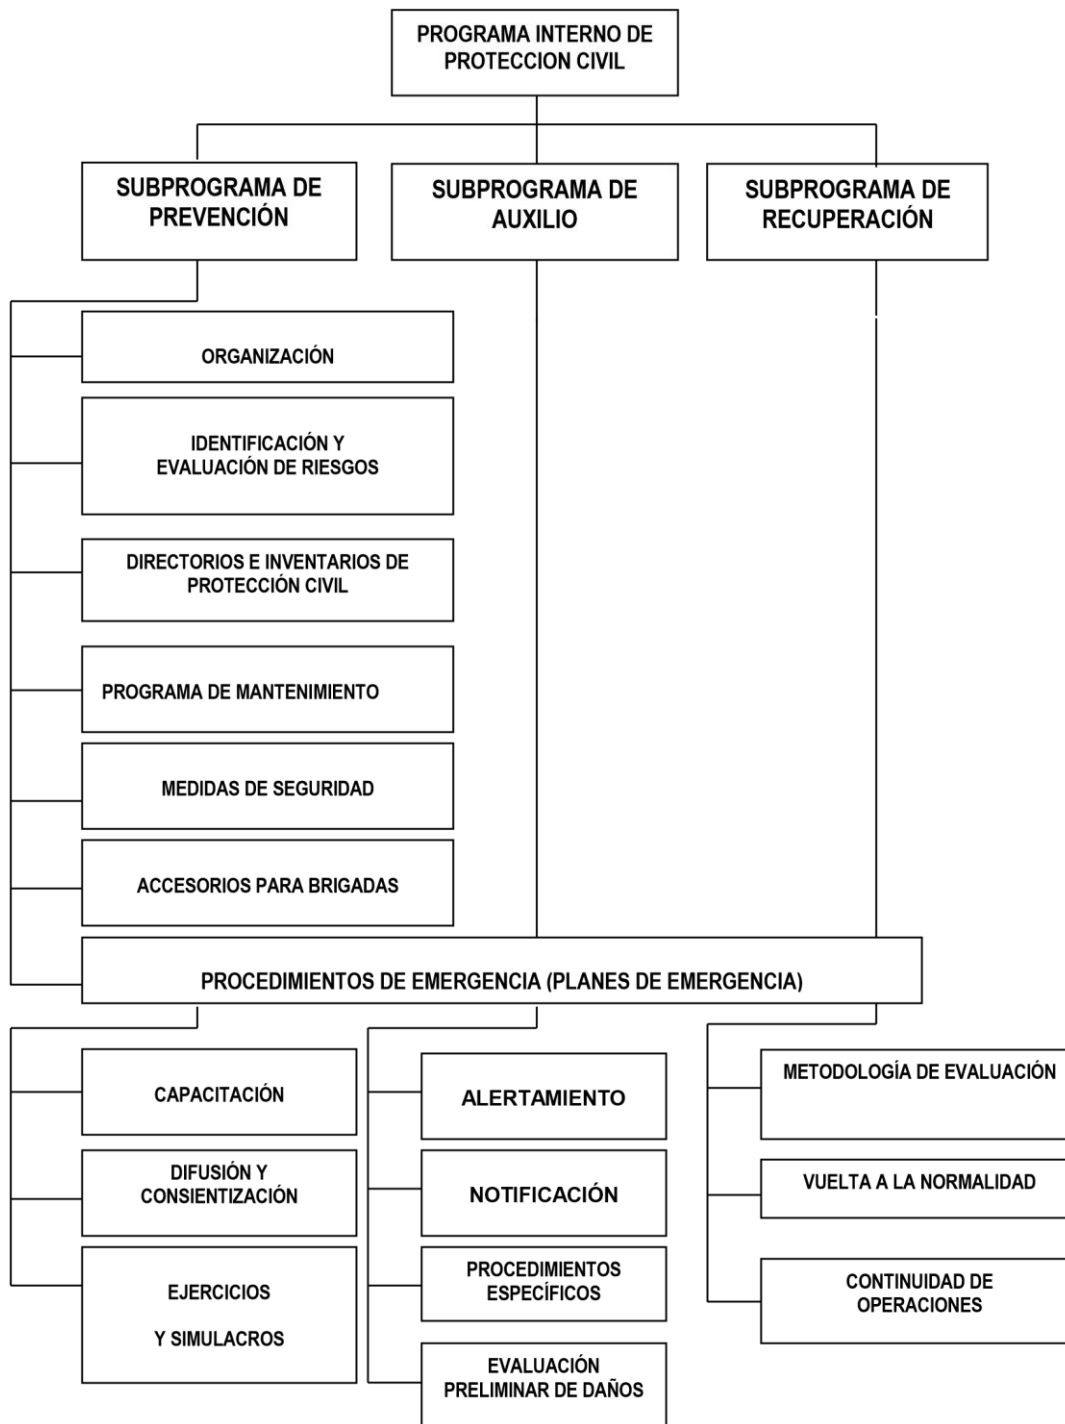 PROGRAMA INTERNO DE
PROTECCION CIVIL
SUBPROGRAMA DE
PREVENCIÓN
SUBPROGRAMA DE
AUXILIO
SUBPROGRAMA DE
RECUPERACIÓN
ORGANIZACIÓN
IDENTIFICACIÓN Y
EVALUACIÓN DE RIESGOS
DIRECTORIOS E INVENTARIOS DE
PROTECCIÓN CIVIL
PROGRAMA DE MANTENIMIENTO
MEDIDAS DE SEGURIDAD
ACCESORIOS PARA BRIGADAS
PROCEDIMIENTOS DE EMERGENCIA (PLANES DE EMERGENCIA)
CAPACITACIÓN
DIFUSIÓN Y
CONSIENTIZACIÓN
EJERCICIOS
Y SIMULACROS
ALERTAMIENTO
NOTIFICACIÓN
PROCEDIMIENTOS
ESPECÍFICOS
EVALUACIÓN
PRELIMINAR DE DAÑOS
METODOLOGÍA DE EVALUACIÓN
VUELTA A LA NORMALIDAD
CONTINUIDAD DE
OPERACIONES